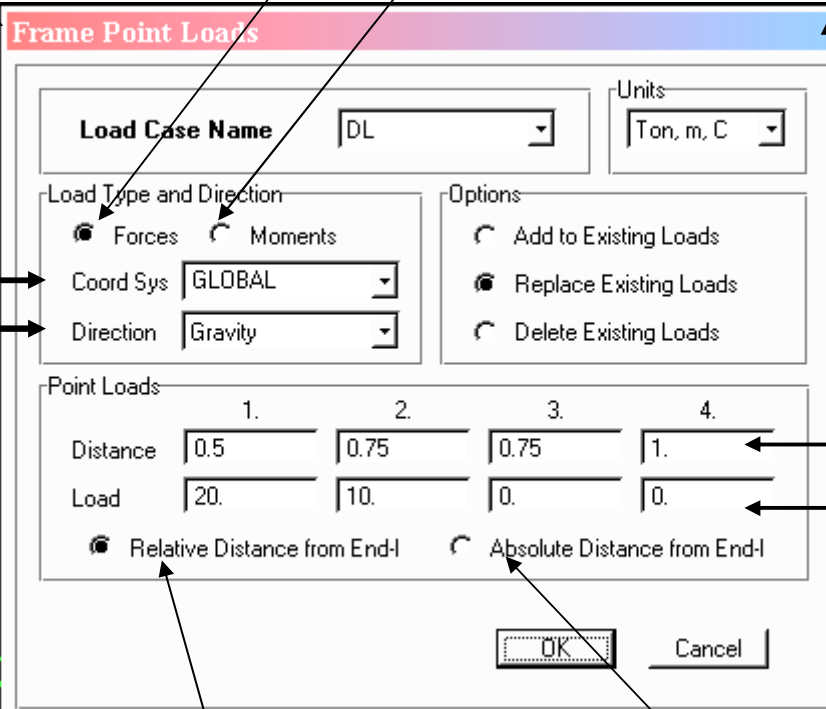 Frame Point Loads
Units
Load Case Name DL Ton, m, C
Load Type and Direction Options
Forces Moments Add to Existing Loads
Coord Sys GLOBAL Replace Existing Loads
Direction Gravity Delete Existing Loads
Point Loads
1. 2. 3. 4.
Distance 0.5 0.75 0.75 1.
Load 20. 10. 0. 0.
Relative Distance from End-I Absolute Distance from End-I
OK Cancel